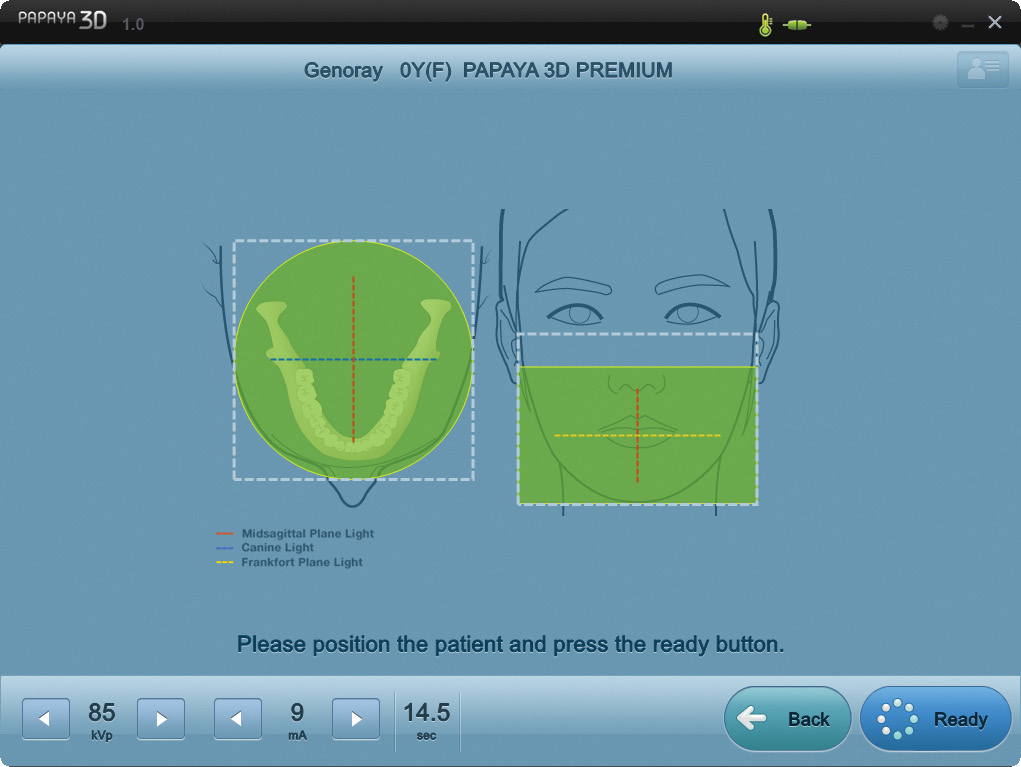 PAPAYA 3D 1.0
Genoray 0Y(F) PAPAYA 3D PREMIUM
Midsagittal Plane Light
Canine Light
Frankfort Plane Light
Please position the patient and press the ready button.
85 9 14.5 Back Ready
kVp mA sec